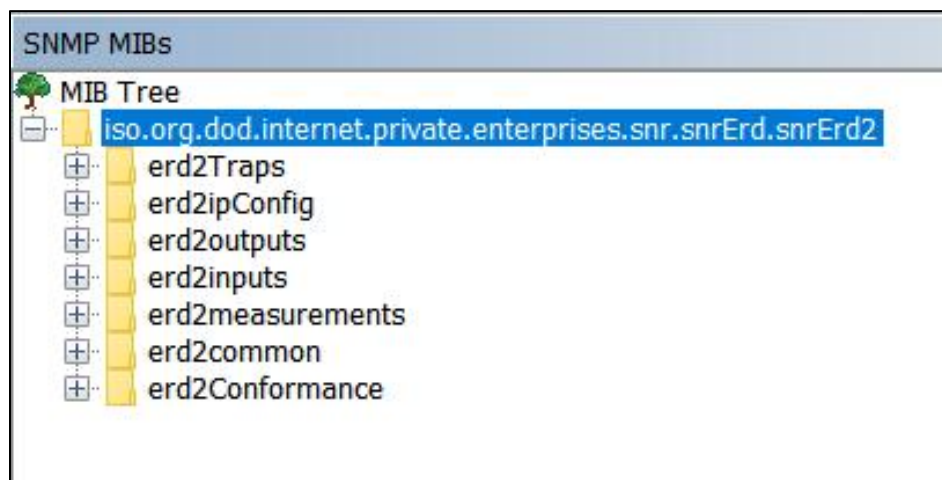 SNMP MIBs
MIB Tree
iso.org.dod.internet.private.enterprises.snr.snrErd.snrErd2
erd2Traps
erd2ipConfig
erd2outputs
erd2inputs
erd2measurements
erd2common
erd2Conformance